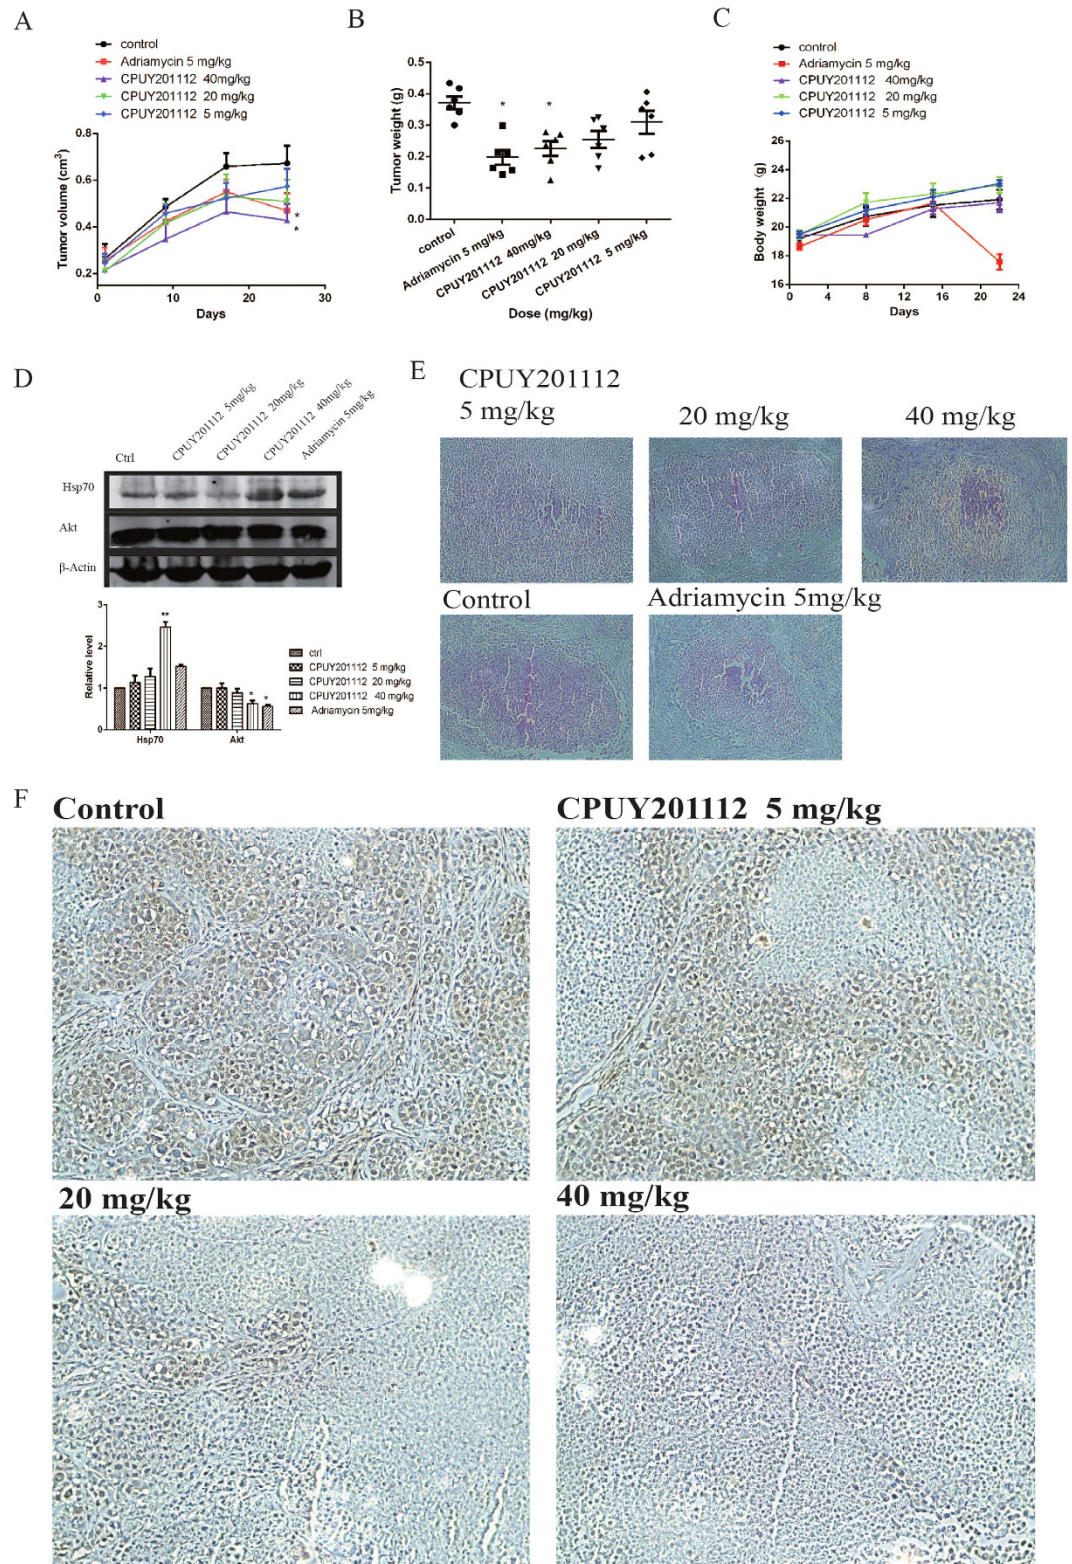 A
control
Adriamycin 5 mg/kg
CPUY201112 40mg/kg
CPUY201112 20 mg/kg
CPUY201112 5 mg/kg
0.8
0.6
0.4
0.2
Tumor volume (cm³)
0 10 20 30
Days
*
*
B
0.5
0.4
0.3
0.2
0.1
0.0
Tumor weight (g)
* *
control
Adriamycin 5 mg/kg
CPUY201112 40mg/kg
CPUY201112 20 mg/kg
CPUY201112 5 mg/kg
Dose (mg/kg)
C
control
Adriamycin 5 mg/kg
CPUY201112 40mg/kg
CPUY201112 20 mg/kg
CPUY201112 5 mg/kg
26
24
22
20
18
16
Body weight (g)
0 4 8 12 16 20 24
Days
D
Ctrl
CPUY201112 5mg/kg
CPUY201112 20mg/kg
CPUY201112 40mg/kg
Adriamycin 5mg/kg
Hsp70
Akt
β-Actin
3
2
1
0
Relative level
**
* *
Hsp70 Akt
ctrl
CPUY201112 5 mg/kg
CPUY201112 20 mg/kg
CPUY201112 40 mg/kg
Adriamycin 5mg/kg
E
CPUY201112
5 mg/kg 20 mg/kg 40 mg/kg
Control Adriamycin 5mg/kg
F
Control CPUY201112 5 mg/kg
20 mg/kg 40 mg/kg